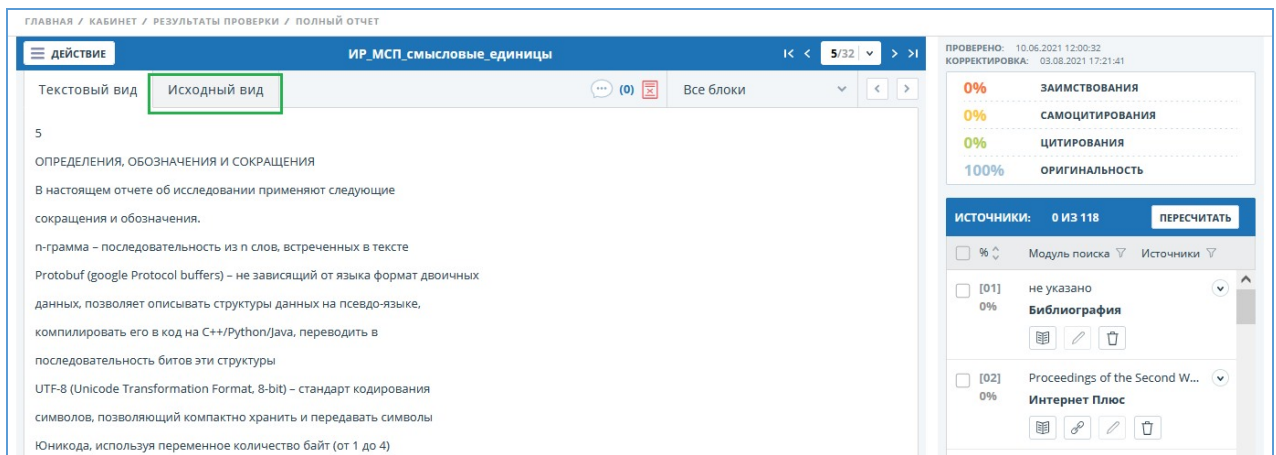 ГЛАВНАЯ / КАБИНЕТ / РЕЗУЛЬТАТЫ ПРОВЕРКИ / ПОЛНЫЙ ОТЧЕТ
ДЕЙСТВИЕ
ИР_МСП_смысловые_единицы
5/32
Текстовый вид
Исходный вид
(0)
Все блоки
5
ОПРЕДЕЛЕНИЯ, ОБОЗНАЧЕНИЯ И СОКРАЩЕНИЯ
В настоящем отчете об исследовании применяют следующие
сокращения и обозначения.
n-грамма – последовательность из n слов, встреченных в тексте
Protobuf (google Protocol buffers) – не зависящий от языка формат двоичных
данных, позволяет описывать структуры данных на псевдо-языке,
компилировать его в код на C++/Python/Java, переводить в
последовательность битов эти структуры
UTF-8 (Unicode Transformation Format, 8-bit) – стандарт кодирования
символов, позволяющий компактно хранить и передавать символы
Юникода, используя переменное количество байт (от 1 до 4)
ПРОВЕРЕНО: 10.06.2021 12:00:32
КОРРЕКТИРОВКА: 03.08.2021 17:21:41
0% ЗАИМСТВОВАНИЯ
0% САМОЦИТИРОВАНИЯ
0% ЦИТИРОВАНИЯ
100% ОРИГИНАЛЬНОСТЬ
ИСТОЧНИКИ: 0 ИЗ 118 ПЕРЕСЧИТАТЬ
% Модуль поиска Источники
[01] не указано
0% Библиография
[02] Proceedings of the Second W...
0% Интернет Плюс